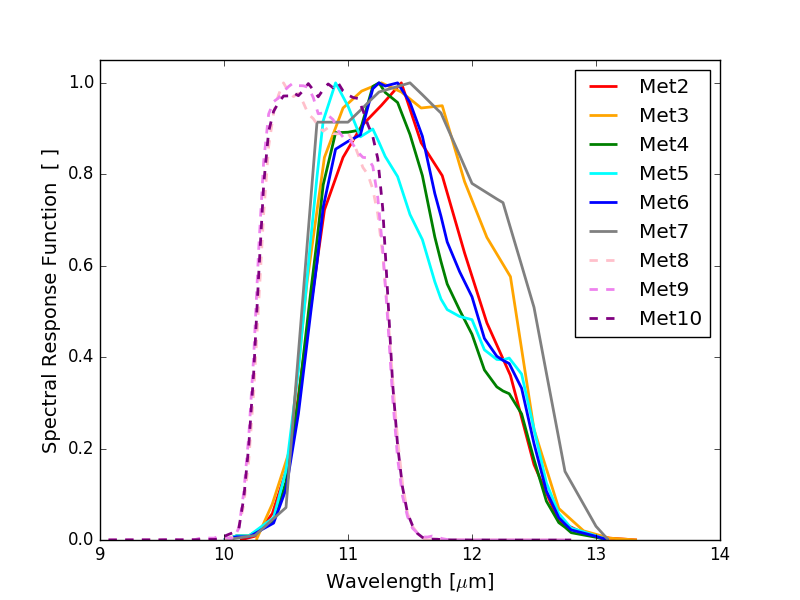 1.0
0.8
0.6
0.4
0.2
0.0
Spectral Response Function [ ]
9 10 11 12 13 14
Wavelength [μm]
Met2
Met3
Met4
Met5
Met6
Met7
Met8
Met9
Met10